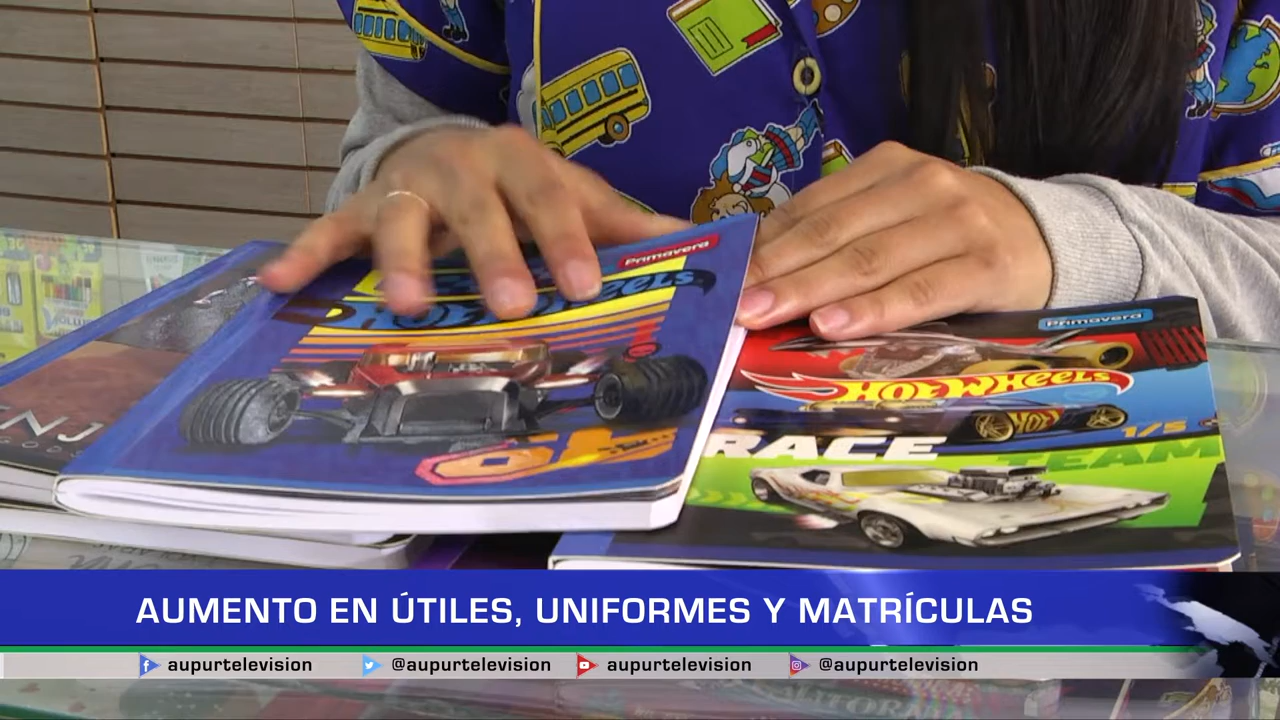 Primavera
HOT WHEELS
Primavera
HOT WHEELS
HOT
1/5
RACE
TEAM
AUMENTO EN ÚTILES, UNIFORMES Y MATRÍCULAS
aupurtelevision @aupurtelevision aupurtelevision @aupurtelevision